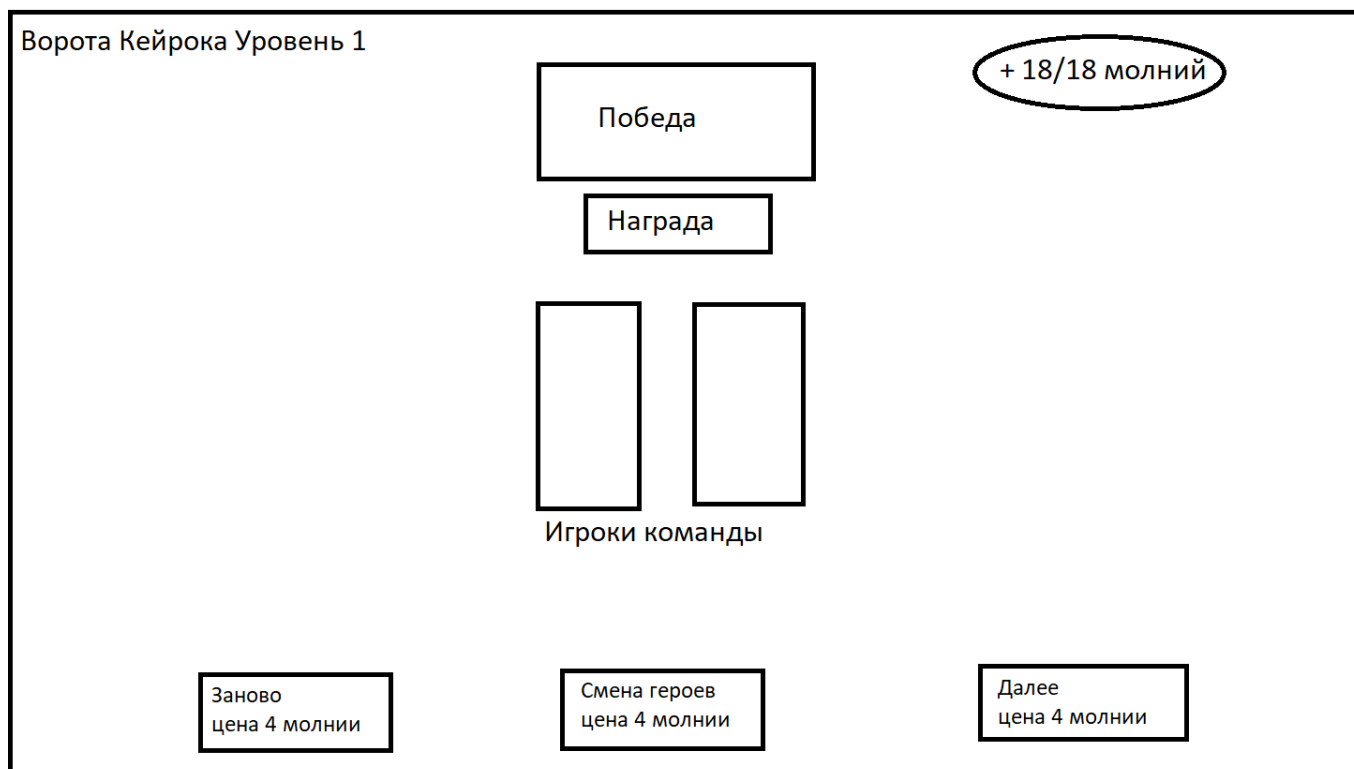 Ворота Кейрока Уровень 1
+ 18/18 молний
Победа
Награда
Игроки команды
Заново
цена 4 молнии
Смена героев
цена 4 молнии
Далее
цена 4 молнии